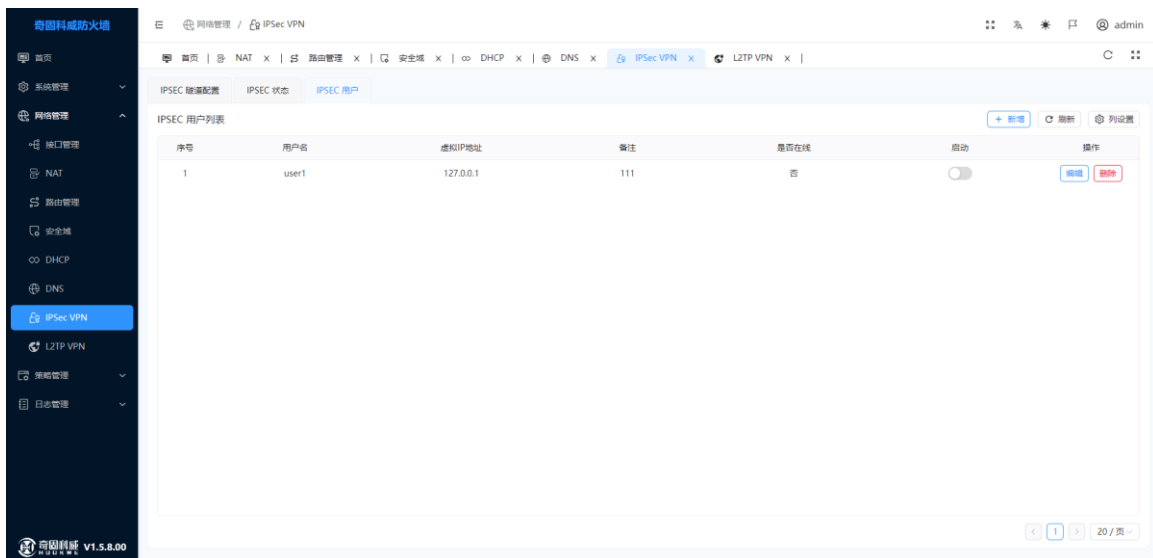 奇固科威防火墙
网络管理 / IPSec VPN
admin
首页 | NAT x | 路由管理 x | 安全域 x | DHCP x | DNS x IPSec VPN x L2TP VPN x |
首页
系统管理
网络管理
接口管理
NAT
路由管理
安全域
DHCP
DNS
IPSec VPN
L2TP VPN
策略管理
日志管理
奇固科威 V1.5.8.00
IPSEC 隧道配置 IPSEC 状态 IPSEC 用户
IPSEC 用户列表 + 新增 刷新 列设置
序号 用户名 虚拟IP地址 备注 是否在线 启动 操作
1 user1 127.0.0.1 111 否 编辑 删除
< 1 > 20 / 页